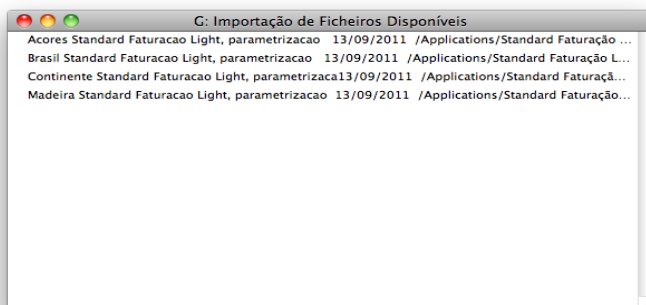 G: Importação de Ficheiros Disponíveis
Acores Standard Faturacao Light, parametrizacao 13/09/2011 /Applications/Standard Faturação ...
Brasil Standard Faturacao Light, parametrizacao 13/09/2011 /Applications/Standard Faturação L...
Continente Standard Faturacao Light, parametrizaca13/09/2011 /Applications/Standard Faturaçã...
Madeira Standard Faturacao Light, parametrizacao 13/09/2011 /Applications/Standard Faturação...